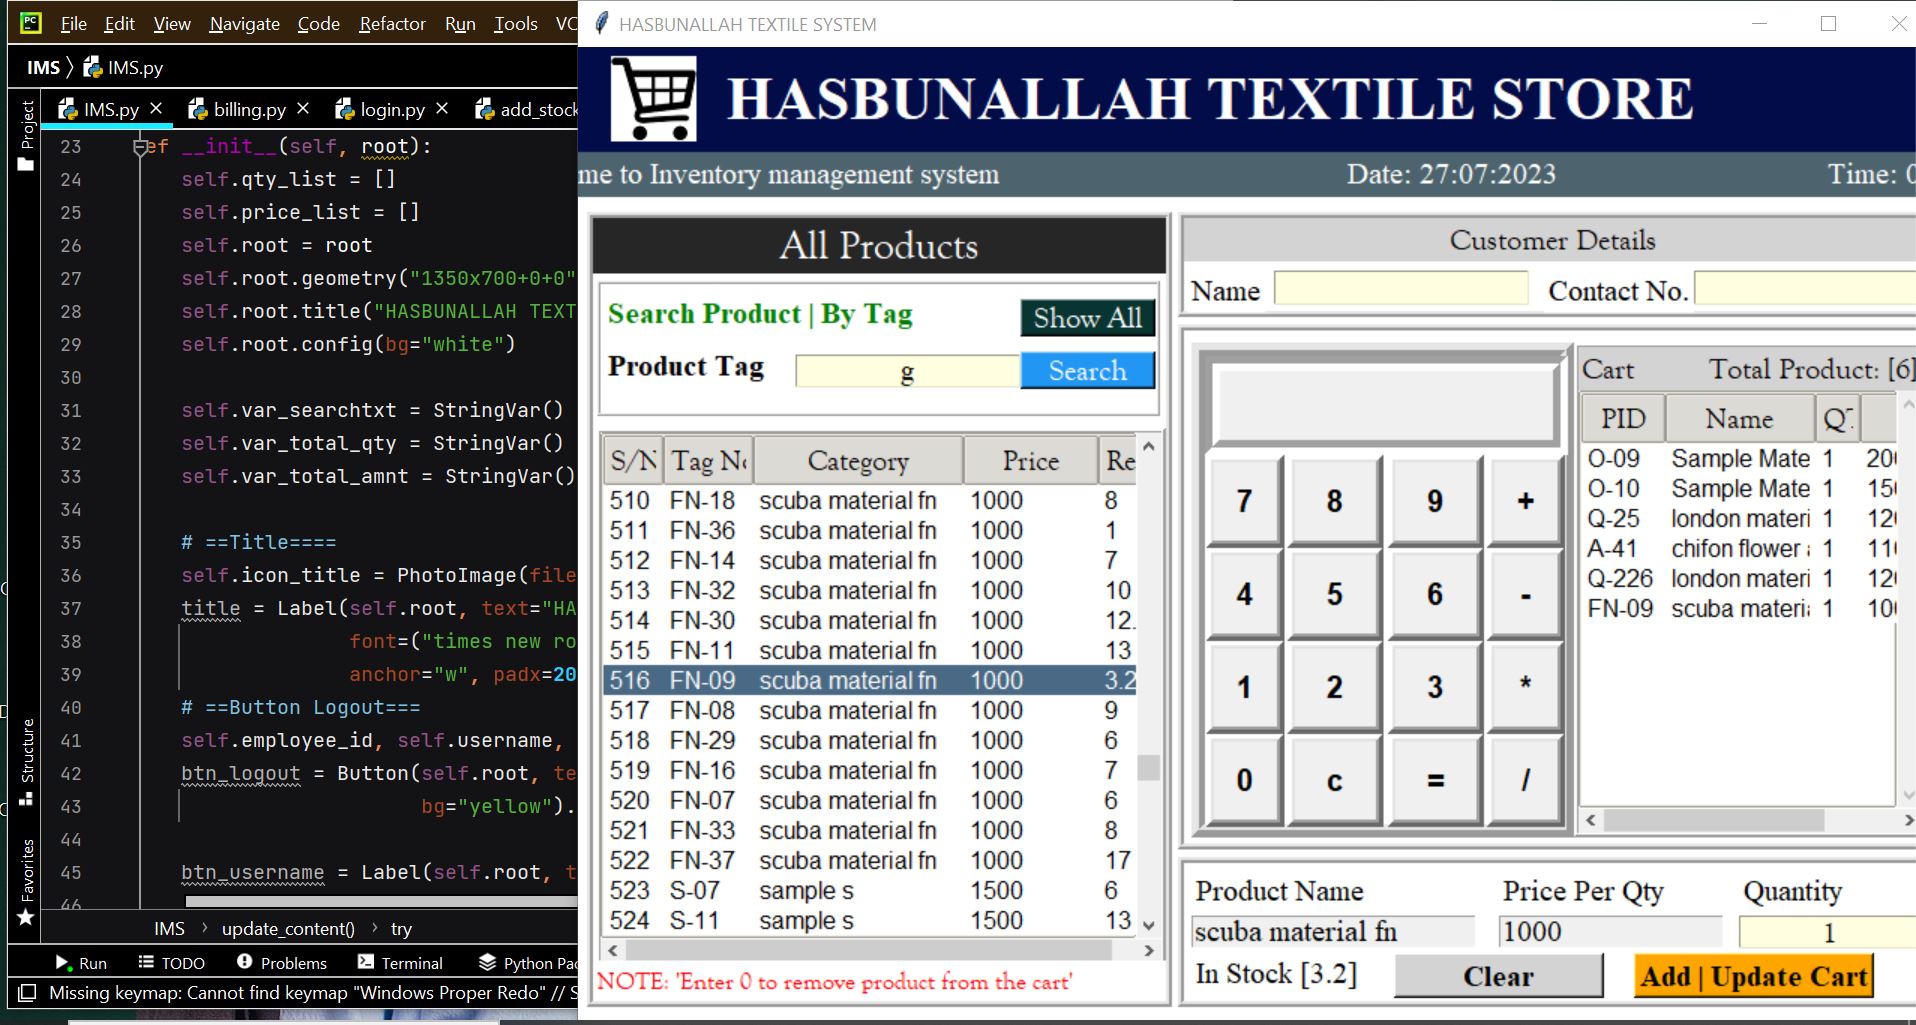 File Edit View Navigate Code Refactor Run Tools
IMS IMS.py
IMS.py billing.py login.py
Project
23 __init__(self, root):
24 self.qty_list = []
25 self.price_list = []
26 self.root = root
27 self.root.geometry("1350x700+0+0"
28 self.root.title("HASBUNALLAH TEXT
29 self.root.config(bg="white")
30
31 self.var_searchtxt = StringVar()
32 self.var_total_qty = StringVar()
33 self.var_total_amnt = StringVar()
34
35 # ==Title====
36 self.icon_title = PhotoImage(file
37 title = Label(self.root, text="HA
38 font=("times new ro
39 anchor="w", padx=20
40 # ==Button Logout===
41 self.employee_id, self.username,
42 btn_logout = Button(self.root, te
43 bg="yellow").
44
45 btn_username = Label(self.root, t
46
Structure
Favorites
IMS › update_content() › try
Run TODO Problems Terminal Python Pac
Missing keymap: Cannot find keymap "Windows Proper Redo" // S
HASBUNALLAH TEXTILE SYSTEM
HASBUNALLAH TEXTILE STORE
me to Inventory management system Date: 27:07:2023 Time: 0
All Products
Search Product | By Tag Show All
Product Tag g Search
S/N Tag No Category Price Re
510 FN-18 scuba material fn 1000 8
511 FN-36 scuba material fn 1000 1
512 FN-14 scuba material fn 1000 7
513 FN-32 scuba material fn 1000 10
514 FN-30 scuba material fn 1000 12.
515 FN-11 scuba material fn 1000 13
516 FN-09 scuba material fn 1000 3.2
517 FN-08 scuba material fn 1000 9
518 FN-29 scuba material fn 1000 6
519 FN-16 scuba material fn 1000 7
520 FN-07 scuba material fn 1000 6
521 FN-33 scuba material fn 1000 8
522 FN-37 scuba material fn 1000 17
523 S-07 sample s 1500 6
524 S-11 sample s 1500 13
NOTE: 'Enter 0 to remove product from the cart'
Customer Details
Name Contact No.
7 8 9 +
4 5 6 -
1 2 3 *
0 c = /
Cart Total Product: [6]
PID Name QT
O-09 Sample Mate 1 20
O-10 Sample Mate 1 15
Q-25 london materi 1 12
A-41 chifon flower 1 11
Q-226 london materi 1 12
FN-09 scuba materi 1 10
Product Name Price Per Qty Quantity
scuba material fn 1000 1
In Stock [3.2] Clear Add | Update Cart